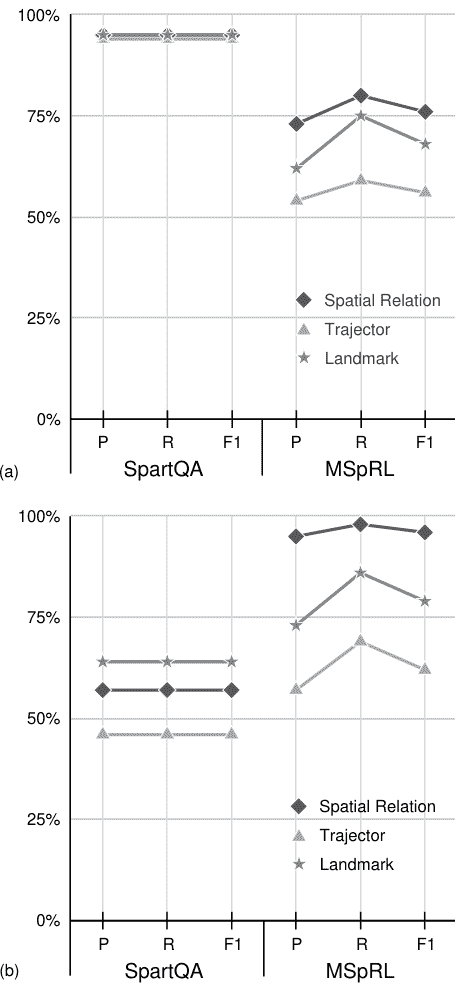 100%
75%
50%
Spatial Relation
25%
Trajector
Landmark
0%
P R F1 P R F1
(a) SpartQA MSpRL
100%
75%
50%
Spatial Relation
25%
Trajector
Landmark
0%
P R F1 P R F1
(b) SpartQA MSpRL